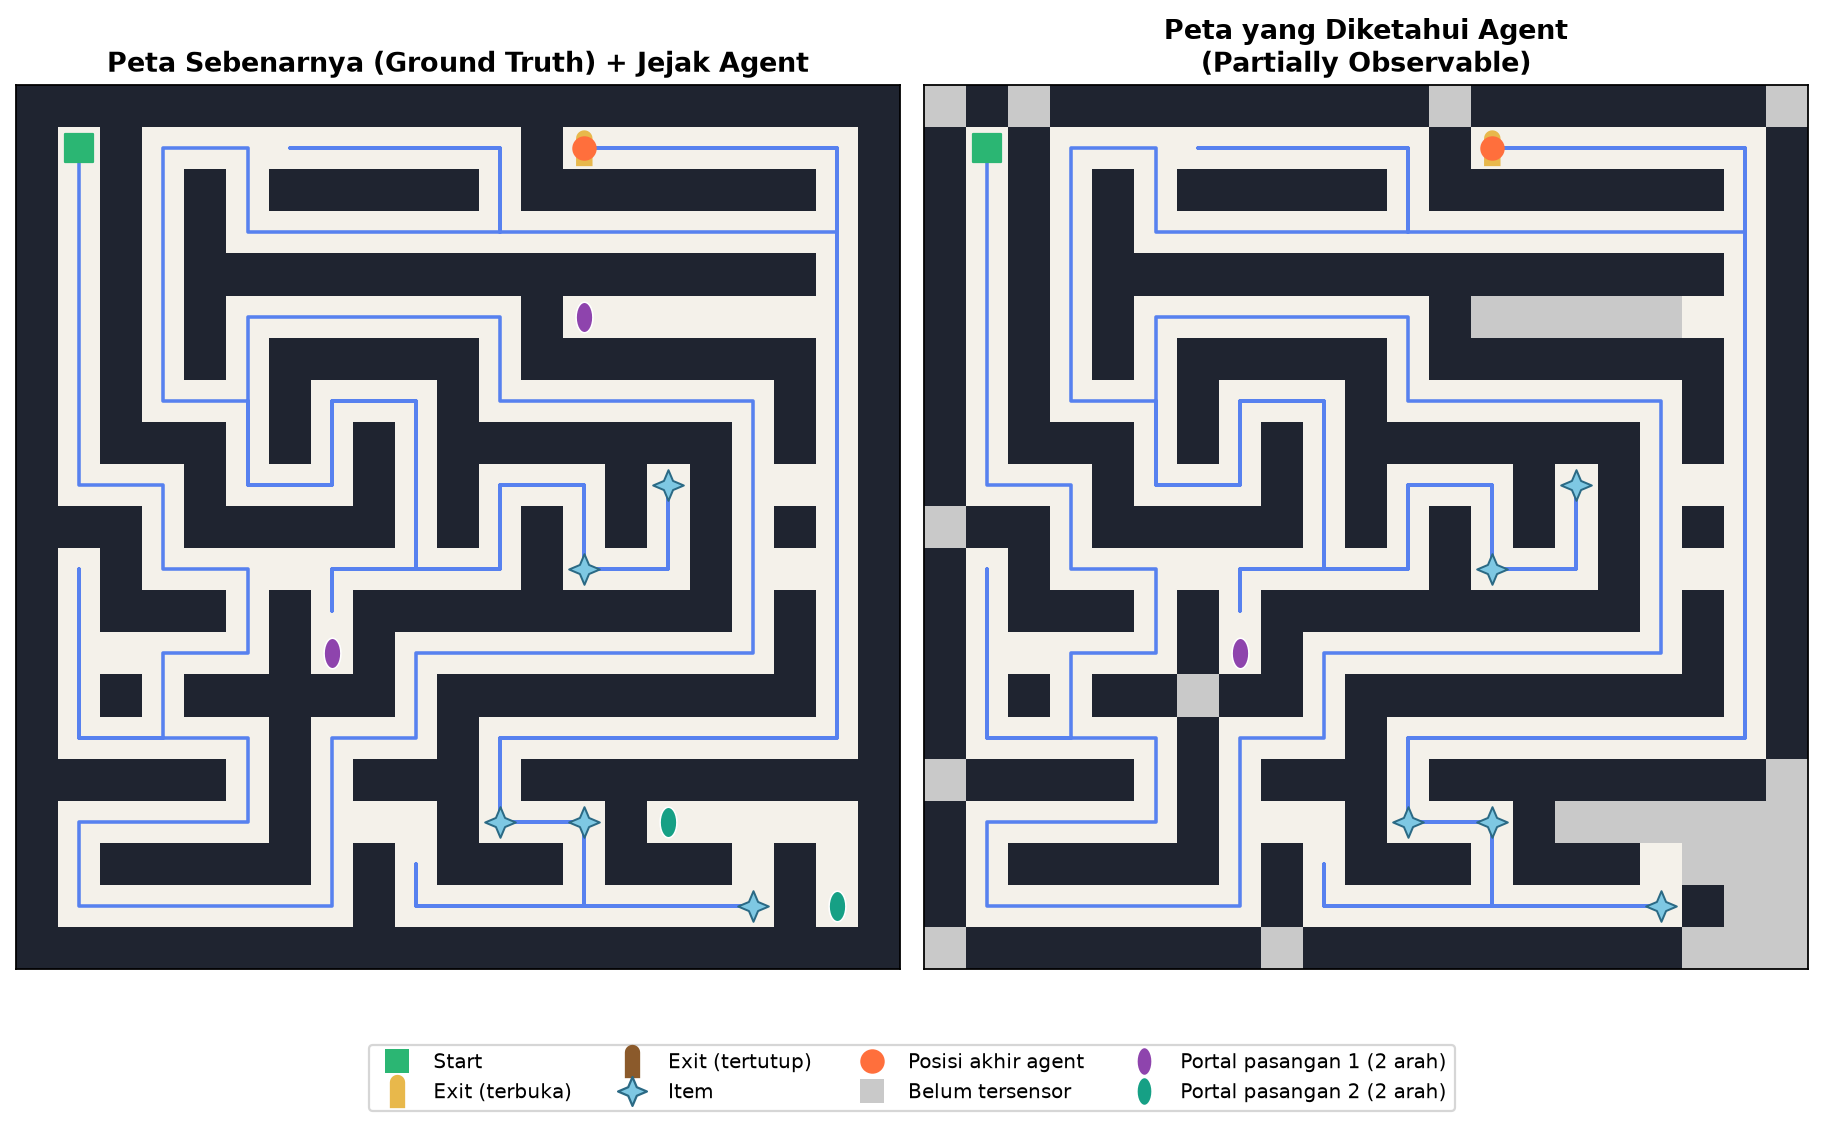 Peta Sebenarnya (Ground Truth) + Jejak Agent
Peta yang Diketahui Agent
(Partially Observable)
Start
Exit (terbuka)
Exit (tertutup)
Item
Posisi akhir agent
Belum tersensor
Portal pasangan 1 (2 arah)
Portal pasangan 2 (2 arah)